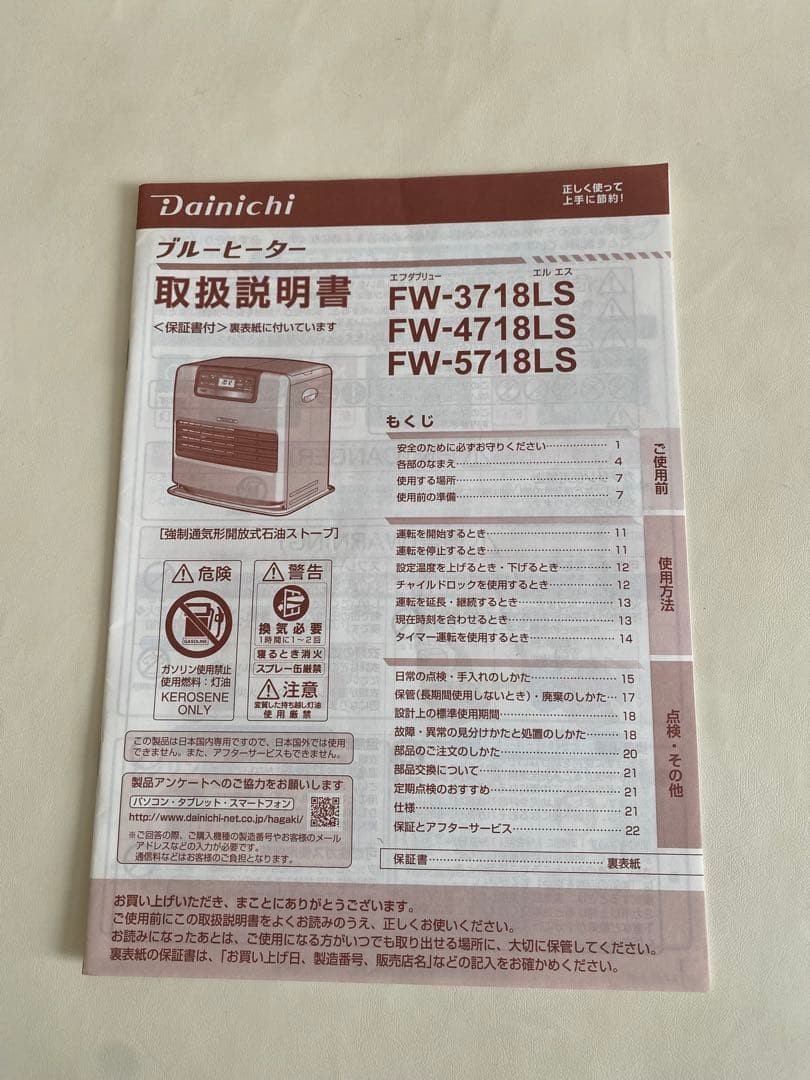 Dainichi
正しく使って
上手に節約!
ブルーヒーター
取扱説明書
<保証書付>裏表紙に付いています
エフダブリュー エル エス
FW-3718LS
FW-4718LS
FW-5718LS
[強制通気形開放式石油ストーブ]
危険
GASOLINE
ガソリン使用禁止
使用燃料:灯油
KEROSENE
ONLY
警告
換気必要
1時間に1~2回
寝るとき消火
スプレー缶厳禁
注意
変質した持ち越し灯油
使用厳禁
この製品は日本国内専用ですので、日本国外では使用
できません。また、アフターサービスもできません。
製品アンケートへのご協力をお願いします
パソコン・タブレット・スマートフォン
http://www.dainichi-net.co.jp/hagaki/
※ご回答の際、ご購入機種の製造番号やお客様のメール
アドレスなどの入力が必要です。
通信料などはお客様のご負担となります。
もくじ
ご使用前
安全のために必ずお守りください………………1
各部のなまえ………………4
使用する場所………………7
使用前の準備………………7
使用方法
運転を開始するとき………………11
運転を停止するとき………………11
設定温度を上げるとき・下げるとき………12
チャイルドロックを使用するとき………12
運転を延長・継続するとき………………13
現在時刻を合わせるとき………………13
タイマー運転を使用するとき………………14
点検・その他
日常の点検・手入れのしかた………………15
保管(長期間使用しないとき)・廃棄のしかた…17
設計上の標準使用期間………………18
故障・異常の見分けかたと処置のしかた………18
部品のご注文のしかた………………20
部品交換について………………21
定期点検のおすすめ………………21
仕様………………21
保証とアフターサービス………………22
保証書………………裏表紙
お買い上げいただき、まことにありがとうございます。
ご使用前にこの取扱説明書をよくお読みのうえ、正しくお使いください。
お読みになったあとは、ご使用になる方がいつでも取り出せる場所に、大切に保管してください。
裏表紙の保証書は、「お買い上げ日、製造番号、販売店名」などの記入をお確かめください。